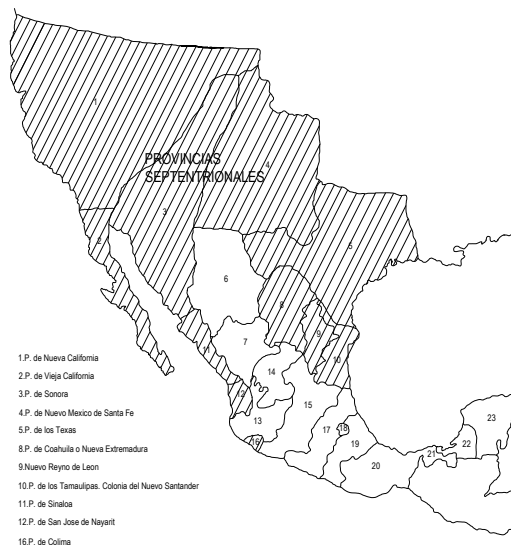 1
PROVINCIAS
SEPTENTRIONALES
4
3
2
5
6
8
7
9
10
11
14
12
15
13
16
17
18
19
20
21
22
23
1.P. de Nueva California
2.P. de Vieja California
3.P. de Sonora
4.P. de Nuevo Mexico de Santa Fe
5.P. de los Texas
8.P. de Coahuila o Nueva Extremadura
9.Nuevo Reyno de Leon
10.P. de los Tamaulipas. Colonia del Nuevo Santander
11.P. de Sinaloa
12.P. de San Jose de Nayarit
16.P. de Colima